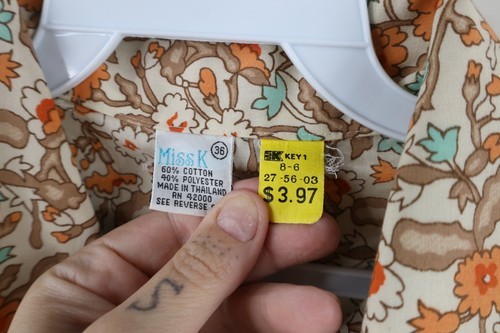 Miss K
36
60% COTTON
40% POLYESTER
MADE IN THAILAND
RN 42000
SEE REVERSE
KEY 1
8-6
27-56-03
$3.97
S